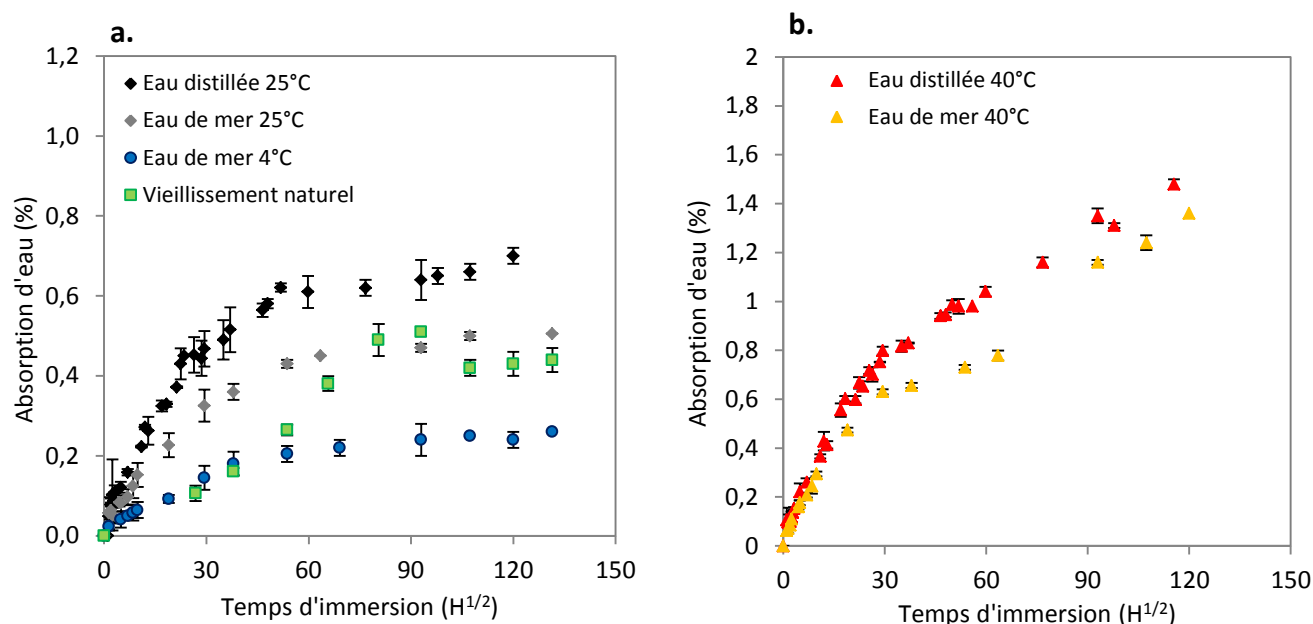 a.
Absorption d'eau (%)
1,2
1,0
0,8
0,6
0,4
0,2
0,0
Eau distillée 25°C
Eau de mer 25°C
Eau de mer 4°C
Vieillissement naturel
0 30 60 90 120 150
Temps d'immersion (H^1/2)
b.
Absorption d'eau (%)
2
1,8
1,6
1,4
1,2
1
0,8
0,6
0,4
0,2
0
Eau distillée 40°C
Eau de mer 40°C
0 30 60 90 120 150
Temps d'immersion (H^1/2)